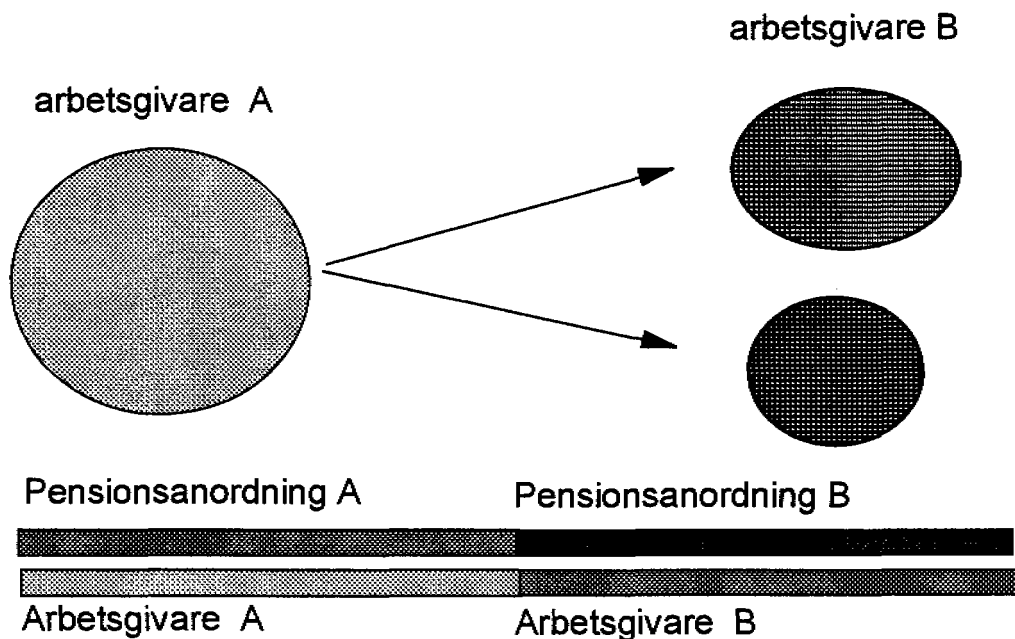 arbetsgivare B
arbetsgivare A
Pensionsanordning A Pensionsanordning B
Arbetsgivare A Arbetsgivare B